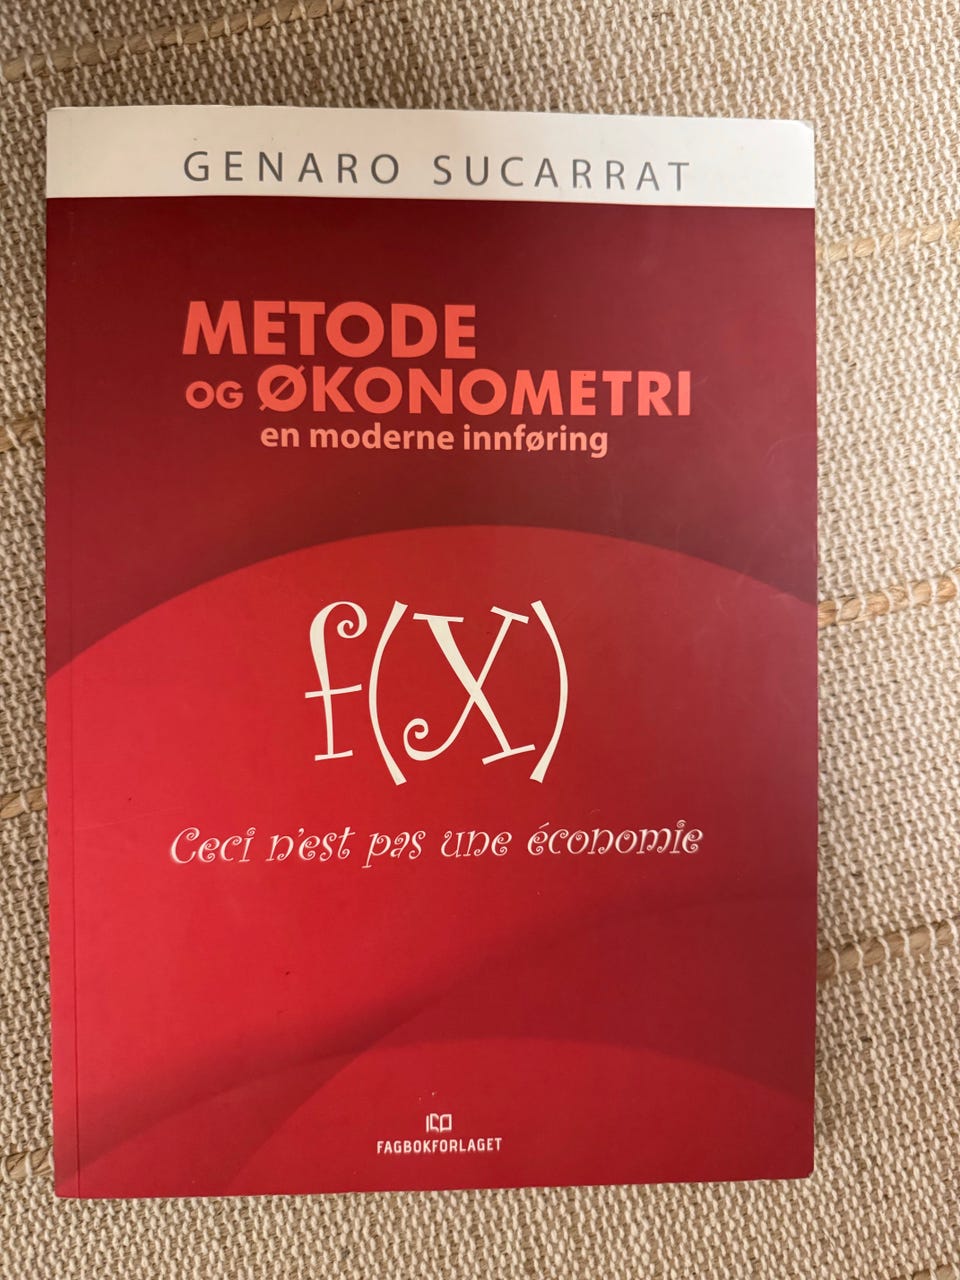 GENARO SUCARRAT
METODE
OG ØKONOMETRI
en moderne innføring
f(x)
Ceci n'est pas une économie
FAGBOKFORLAGET